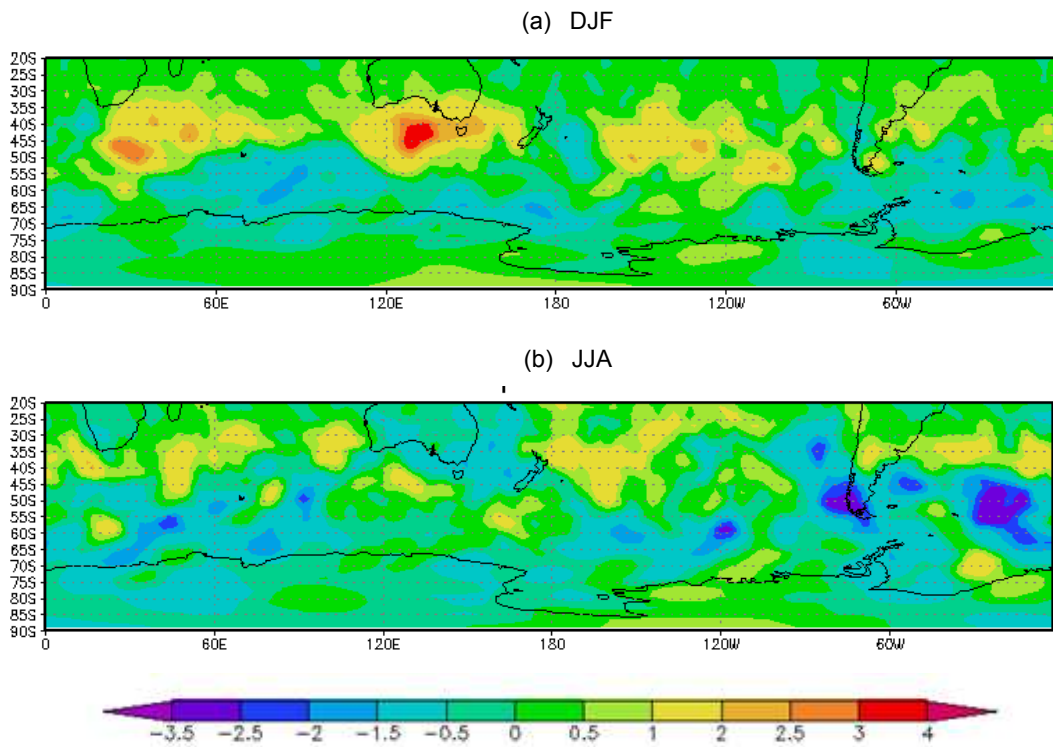 (a) DJF
20S
25S
30S
35S
40S
45S
50S
55S
60S
65S
70S
75S
80S
85S
90S
0 60E 120E 180 120W 60W
(b) JJA
20S
25S
30S
35S
40S
45S
50S
55S
60S
65S
70S
75S
80S
85S
90S
0 60E 120E 180 120W 60W
-3.5 -2.5 -2 -1.5 -0.5 0 0.5 1 2 2.5 3 4